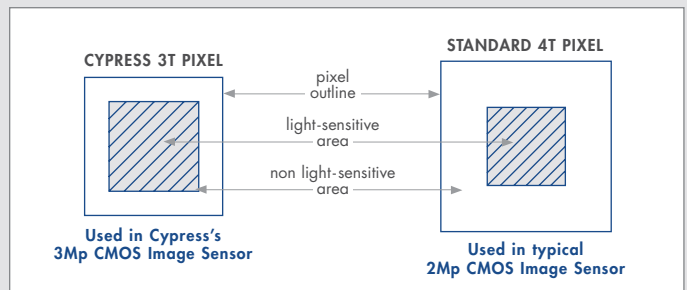 CYPRESS 3T PIXEL
STANDARD 4T PIXEL
pixel
outline
light-sensitive
area
non light-sensitive
area
Used in Cypress's
3Mp CMOS Image Sensor
Used in typical
2Mp CMOS Image Sensor